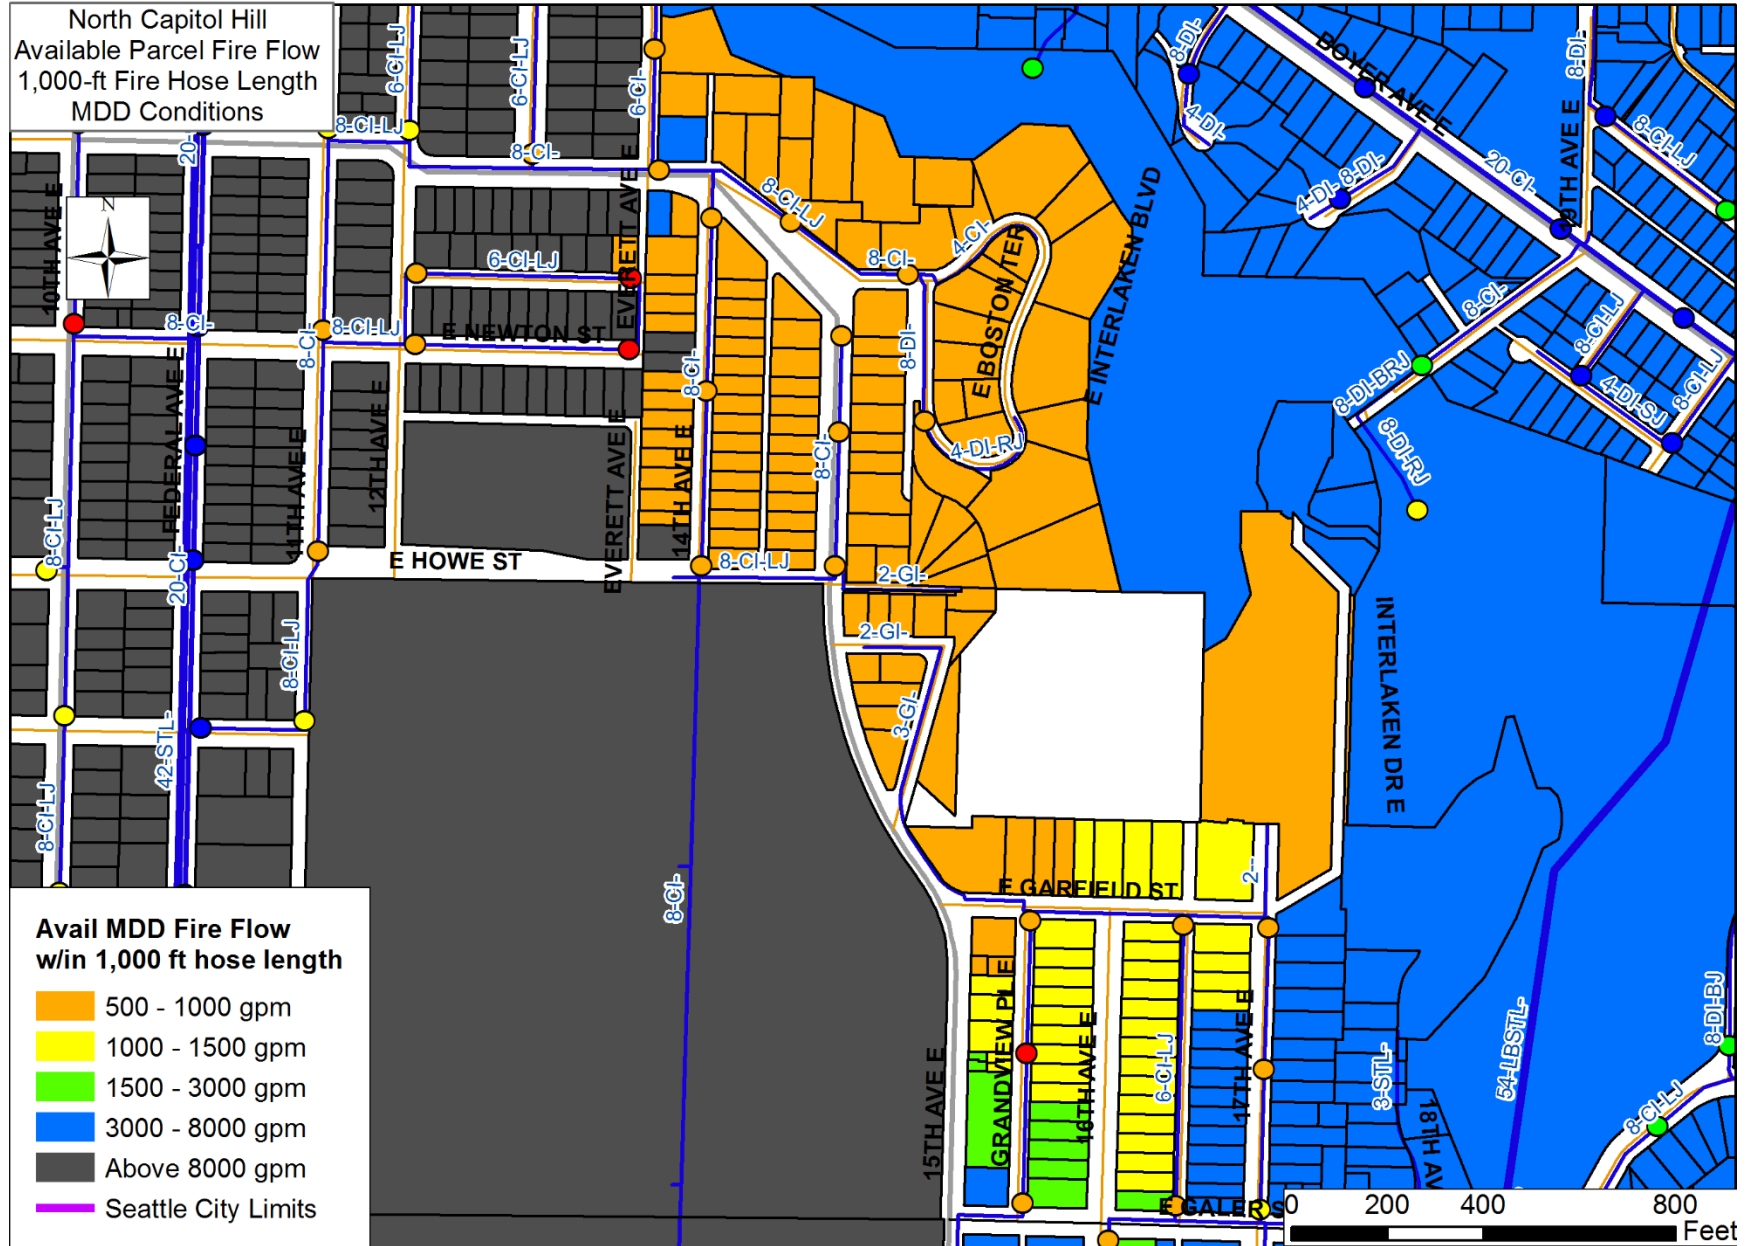 North Capitol Hill
Available Parcel Fire Flow
1,000-ft Fire Hose Length
MDD Conditions
N
6-CI-LJ
6-CI-LJ
6-CI-
8-DI-
BOYER AVE E
8-DI-
8-CI-LJ
20-
8-CI-
4-DI-
8-CI-LJ
10TH AVE E
EVERETT AVE E
8-CI-LJ
4-DI-
8-DI-
20-CI-
19TH AVE E
6-CI-LJ
8-CI-
4-CI-
E BOSTON TER
E INTERLAKEN BLVD
8-CI-
8-CI-
8-CI-LJ
E NEWTON ST
8-CI-
8-DI-
8-CI-
8-CI-LJ
8-DI-BRJ
4-DI-SJ
8-CI-LJ
8-DI-RJ
FEDERAL AVE E
11TH AVE E
12TH AVE E
EVERETT AVE E
14TH AVE E
8-CI-
4-DI-RJ
8-CI-LJ
20-CI-
E HOWE ST
8-CI-LJ
2-GI-
2-GI-
3-GI-
8-CI-LJ
42-STL-
8-CI-LJ
INTERLAKEN DR E
8-CI-
E GARFIELD ST
2--
15TH AVE E
GRANDVIEW PL E
16TH AVE E
6-CI-LJ
17TH AVE E
3-STL-
18TH AV
54-LBSTL-
8-DI-BJ
8-CI-LJ
E GALER S
Avail MDD Fire Flow
w/in 1,000 ft hose length
500 - 1000 gpm
1000 - 1500 gpm
1500 - 3000 gpm
3000 - 8000 gpm
Above 8000 gpm
Seattle City Limits
0 200 400 800
Feet